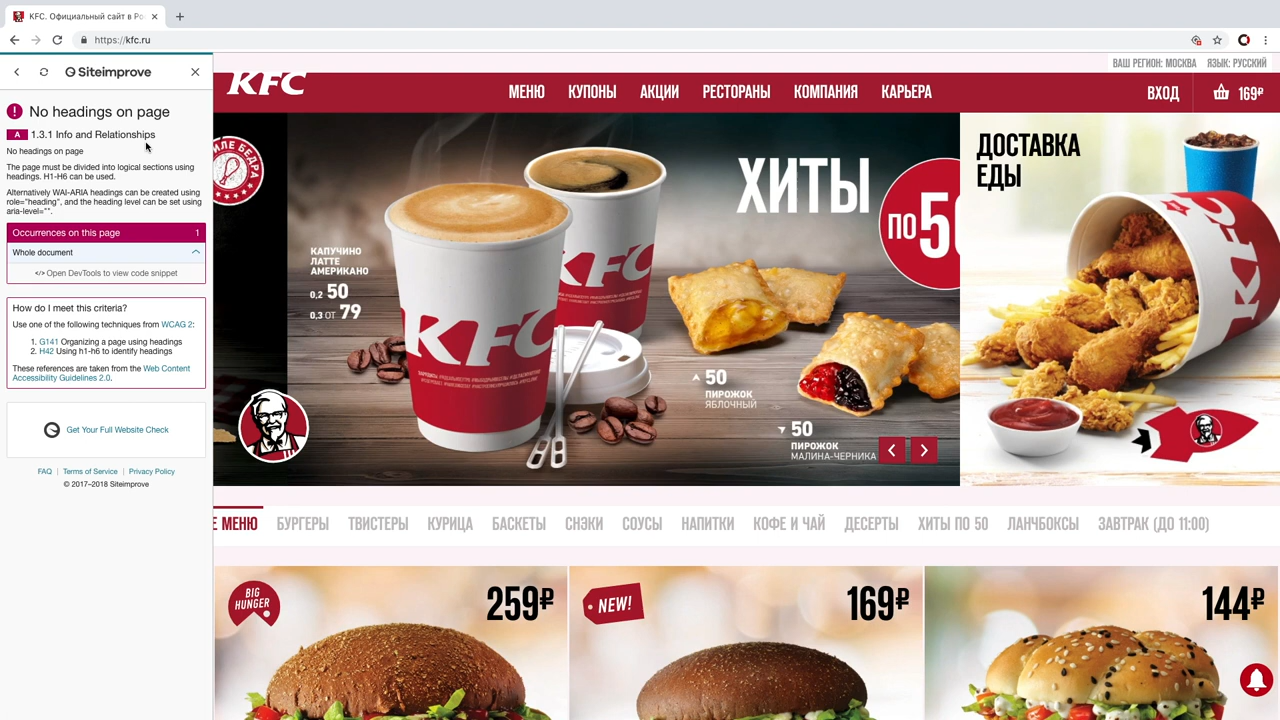 KFC. Официальный сайт в Ро
https://kfc.ru
Siteimprove
No headings on page
A 1.3.1 Info and Relationships
No headings on page
The page must be divided into logical sections using
headings. H1-H6 can be used.
Alternatively WAI-ARIA headings can be created using
role="heading", and the heading level can be set using
aria-level="".
Occurrences on this page 1
Whole document
</> Open DevTools to view code snippet
How do I meet this criteria?
Use one of the following techniques from WCAG 2:
1. G141 Organizing a page using headings
2. H42 Using h1-h6 to identify headings
These references are taken from the Web Content
Accessibility Guidelines 2.0.
Get Your Full Website Check
FAQ | Terms of Service | Privacy Policy
© 2017–2018 Siteimprove
ВАШ РЕГИОН: МОСКВА ЯЗЫК: РУССКИЙ
KFC
МЕНЮ КУПОНЫ АКЦИИ РЕСТОРАНЫ КОМПАНИЯ КАРЬЕРА
ВХОД 169₽
ИЛЕ БЕДРА
ХИТЫ
ПО 50
КАПУЧИНО
ЛАТТЕ
АМЕРИКАНО
0,2 50
0,3 ОТ 79
KFC
KFC
50
ПИРОЖОК
ЯБЛОЧНЫЙ
50
ПИРОЖОК
МАЛИНА-ЧЕРНИКА
ДОСТАВКА
ЕДЫ
KFC
Е МЕНЮ БУРГЕРЫ ТВИСТЕРЫ КУРИЦА БАСКЕТЫ СНЭКИ СОУСЫ НАПИТКИ КОФЕ И ЧАЙ ДЕСЕРТЫ ХИТЫ ПО 50 ЛАНЧБОКСЫ ЗАВТРАК (ДО 11:00)
BIG
HUNGER
259₽
NEW!
169₽
144₽